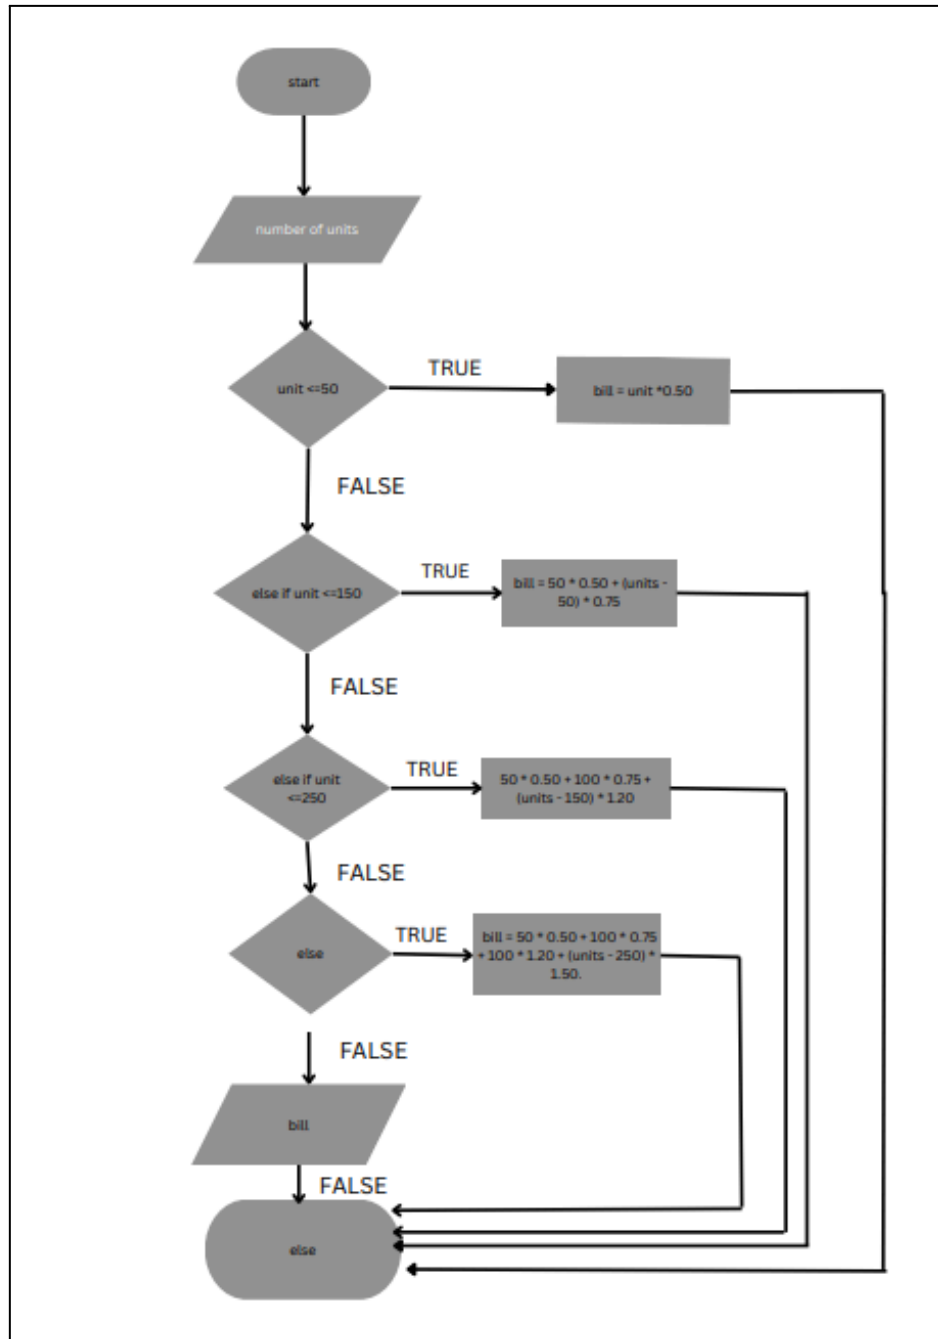 start
number of units
unit <=50
TRUE
bill = unit *0.50
FALSE
else if unit <=150
TRUE
bill = 50 * 0.50 + (units -
50) * 0.75
FALSE
else if unit
<=250
TRUE
50 * 0.50 + 100 * 0.75 +
(units - 150) * 1.20
FALSE
else
TRUE
bill = 50 * 0.50 + 100 * 0.75
+ 100 * 1.20 + (units - 250) *
1.50.
FALSE
bill
FALSE
else